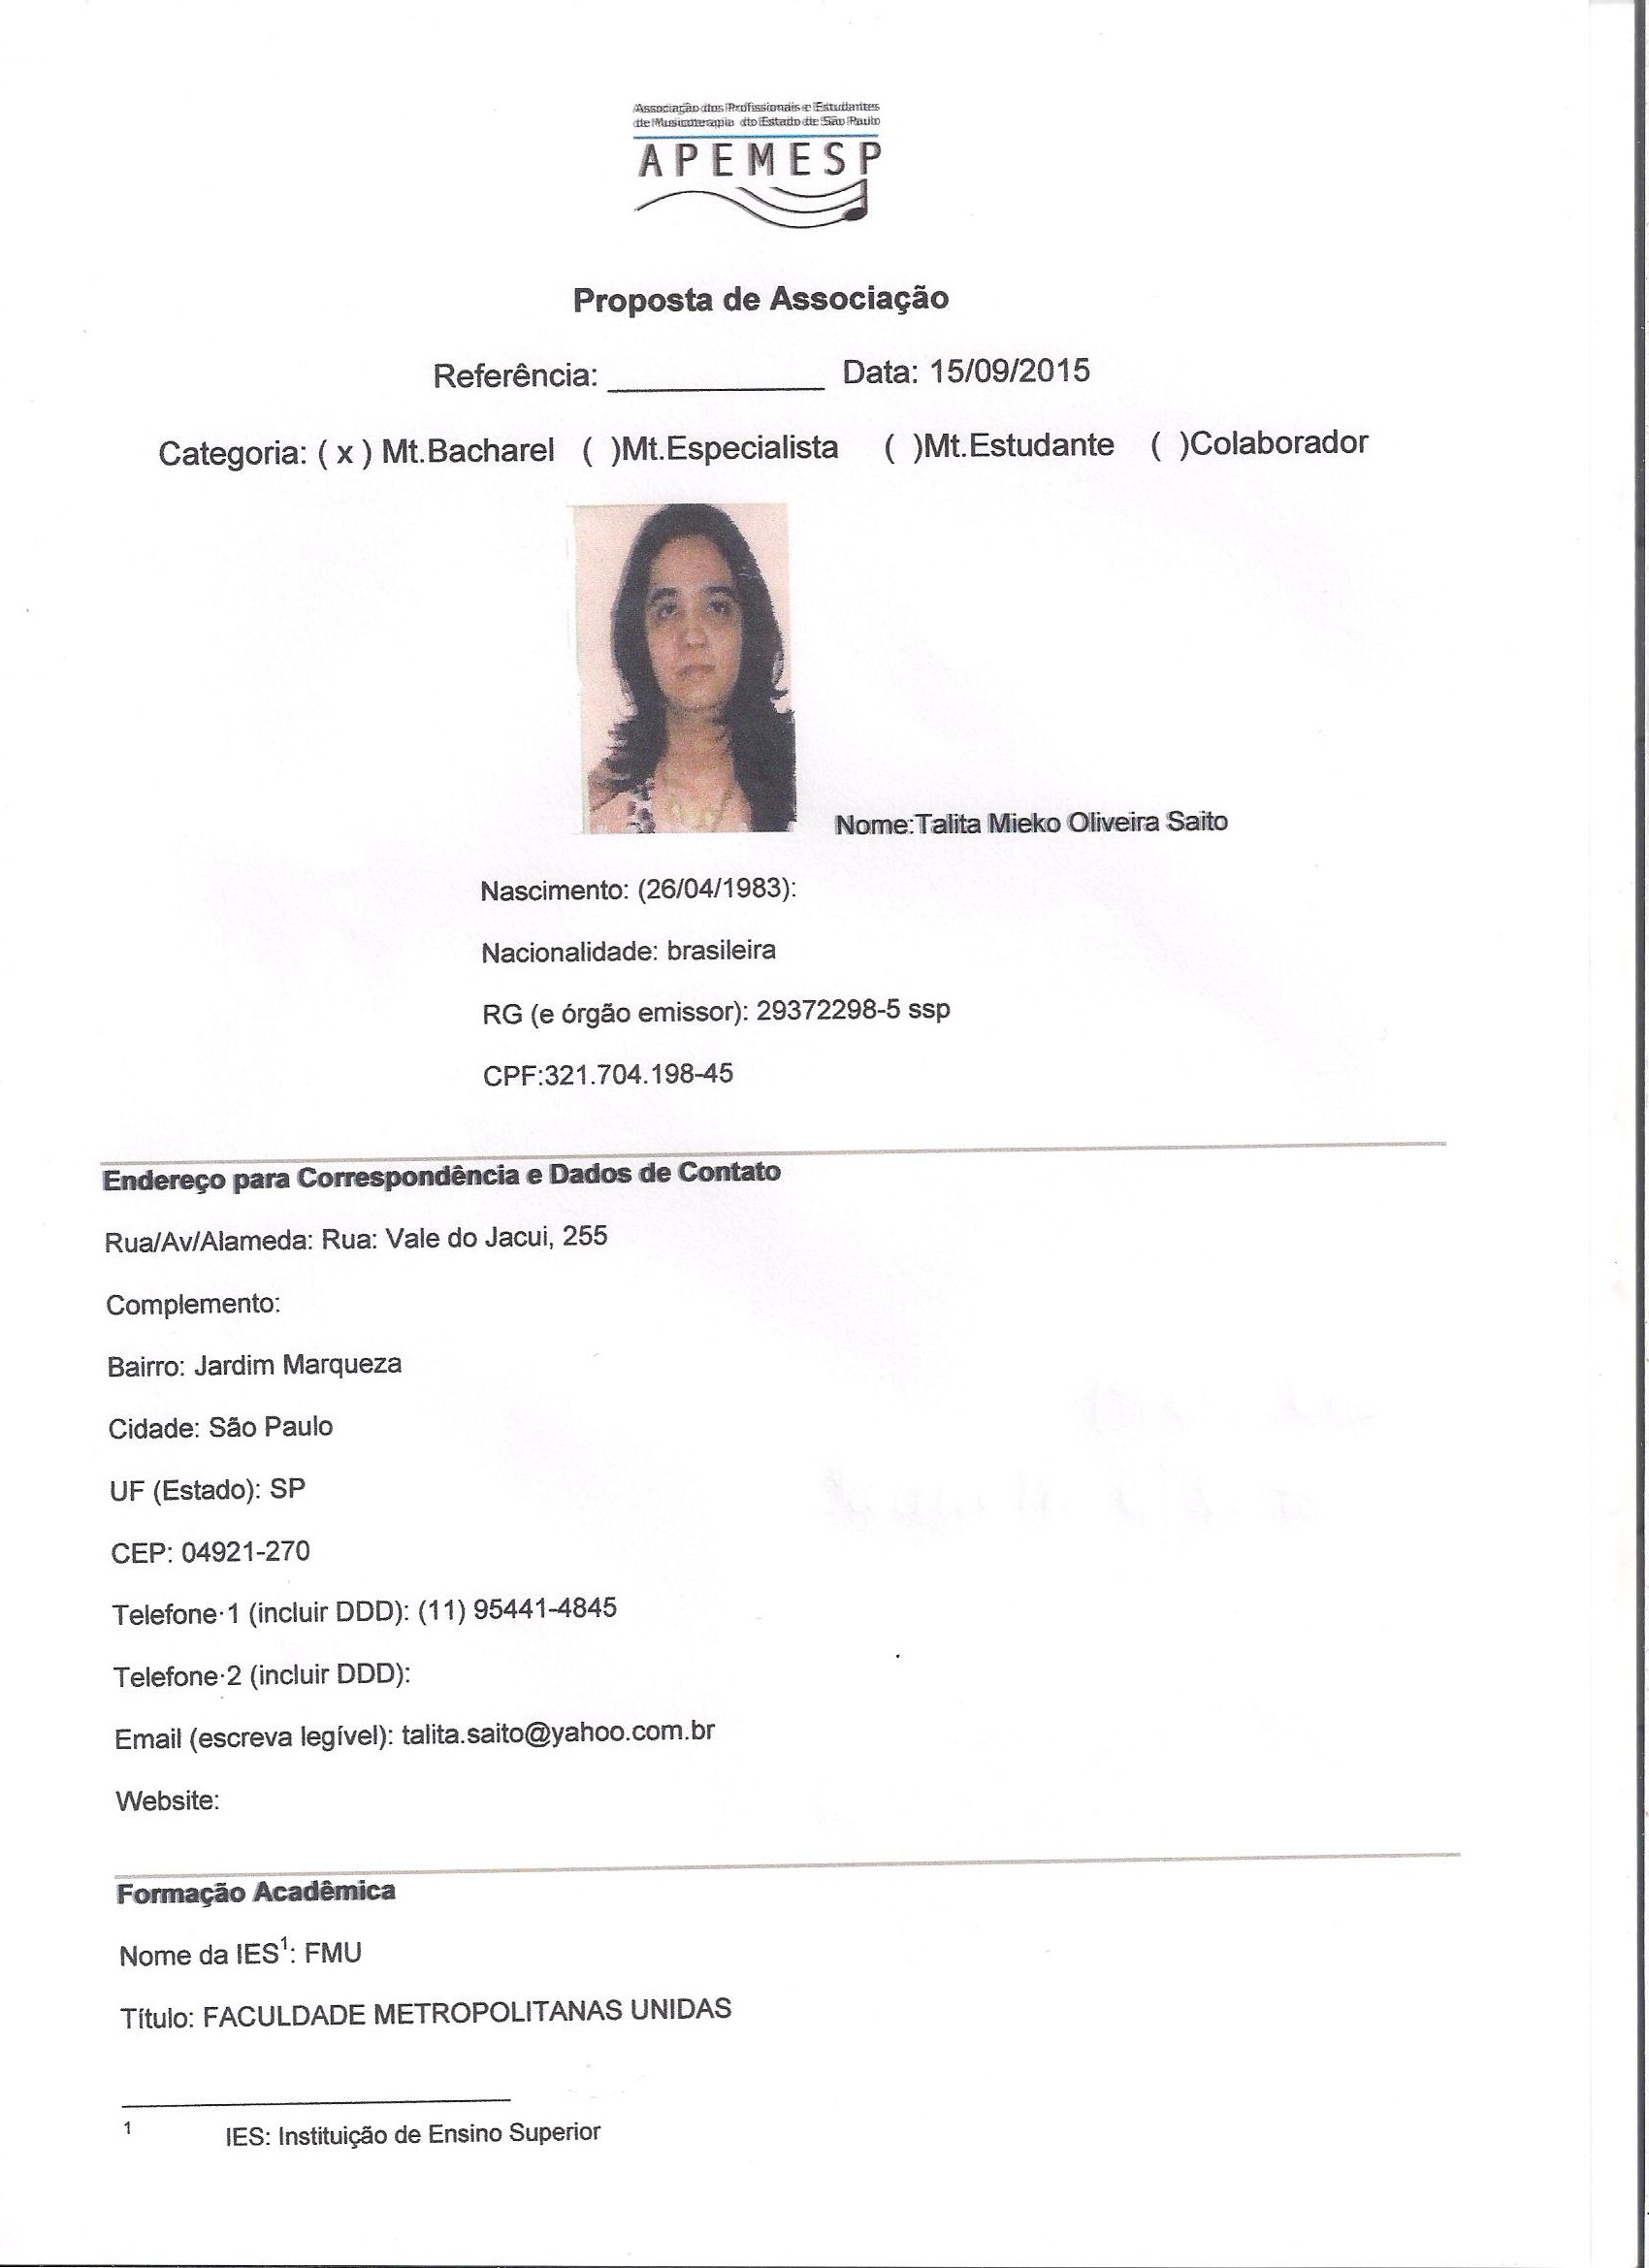 Associação dos Profissionais e Estudantes
de Musicoterapia do Estado de São Paulo
APEMESP
Proposta de Associação
Referência: ____________ Data: 15/09/2015
Categoria: ( x ) Mt.Bacharel ( )Mt.Especialista ( )Mt.Estudante ( )Colaborador
Nome:Talita Mieko Oliveira Saito
Nascimento: (26/04/1983):
Nacionalidade: brasileira
RG (e órgão emissor): 29372298-5 ssp
CPF:321.704.198-45
Endereço para Correspondência e Dados de Contato
Rua/Av/Alameda: Rua: Vale do Jacui, 255
Complemento:
Bairro: Jardim Marqueza
Cidade: São Paulo
UF (Estado): SP
CEP: 04921-270
Telefone·1 (incluir DDD): (11) 95441-4845
Telefone·2 (incluir DDD):
Email (escreva legível): talita.saito@yahoo.com.br
Website:
Formação Acadêmica
Nome da IES¹: FMU
Título: FACULDADE METROPOLITANAS UNIDAS
1 IES: Instituição de Ensino Superior